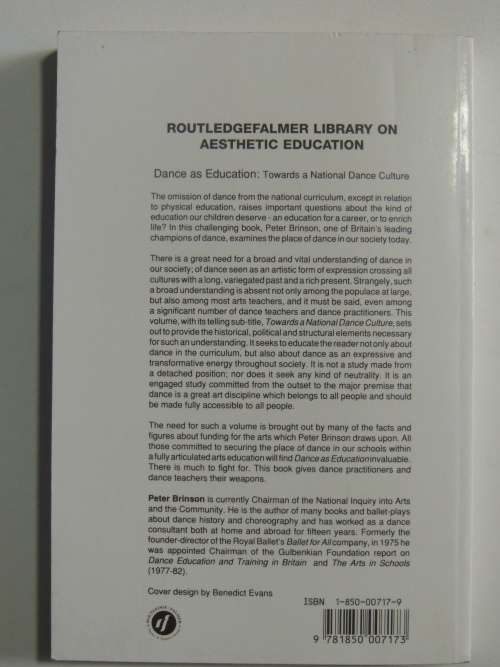 ROUTLEDGEFALMER LIBRARY ON
AESTHETIC EDUCATION
Dance as Education: Towards a National Dance Culture
The omission of dance from the national curriculum, except in relation
to physical education, raises important questions about the kind of
education our children deserve - an education for a career, or to enrich
life? In this challenging book, Peter Brinson, one of Britain's leading
champions of dance, examines the place of dance in our society today.
There is a great need for a broad and vital understanding of dance in
our society; of dance seen as an artistic form of expression crossing all
cultures with a long, variegated past and a rich present. Strangely, such
a broad understanding is absent not only among the populace at large,
but also among most arts teachers, and it must be said, even among
a significant number of dance teachers and dance practitioners. This
volume, with its telling sub-title, Towards a National Dance Culture, sets
out to provide the historical, political and structural elements necessary
for such an understanding. It seeks to educate the reader not only about
dance in the curriculum, but also about dance as an expressive and
transformative energy throughout society. It is not a study made from
a detached position; nor does it seek any kind of neutrality. It is an
engaged study committed from the outset to the major premise that
dance is a great art discipline which belongs to all people and should
be made fully accessible to all people.
The need for such a volume is brought out by many of the facts and
figures about funding for the arts which Peter Brinson draws upon. All
those committed to securing the place of dance in our schools within
a fully articulated arts education will find Dance as Education invaluable.
There is much to fight for. This book gives dance practitioners and
dance teachers their weapons.
Peter Brinson is currently Chairman of the National Inquiry into Arts
and the Community. He is the author of many books and ballet-plays
about dance history and choreography and has worked as a dance
consultant both at home and abroad for fifteen years. Formerly the
founder-director of the Royal Ballet's Ballet for All company, in 1975 he
was appointed Chairman of the Gulbenkian Foundation report on
Dance Education and Training in Britain and The Arts in Schools
(1977-82).
Cover design by Benedict Evans
ISBN 1-850-00717-9
9 781850 007173